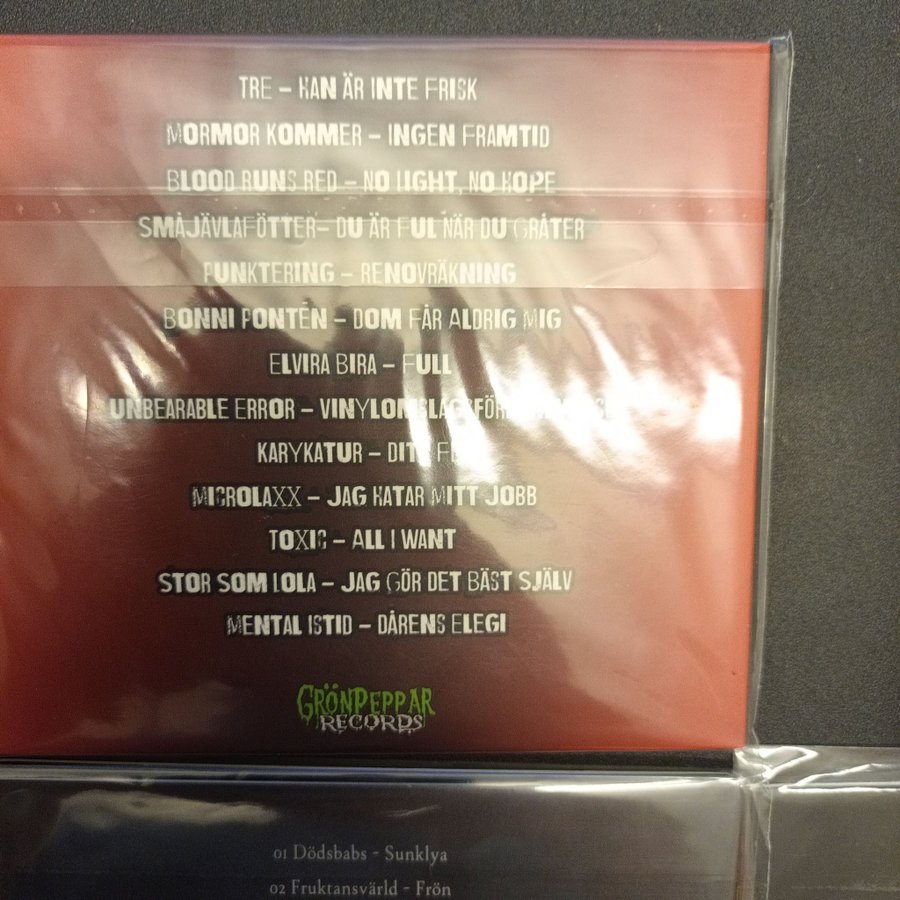 TRE – HAN ÄR INTE FRISK
MORMOR KOMMER – INGEN FRAMTID
BLOOD RUNS RED – NO LIGHT, NO HOPE
SMÅJÄVLAFÖTTER– DU ÄR FUL NÄR DU GRÅTER
PUNKTERING – RENOVRÄKNING
BONNI PONTÉN – DOM FÅR ALDRIG MIG
ELVIRA BIRA – FULL
UNBEARABLE ERROR –
KARYKATUR – DITT
MICROLAXX – JAG HATAR MITT JOBB
TOXIC – ALL I WANT
STOR SOM LOLA – JAG GÖR DET BÄST SJÄLV
MENTAL ISTID – DÅRENS ELEGI
GRÖNPEPPAR
RECORDS
01 Dödsbabs - Sunklya
02 Fruktansvärld - Frön